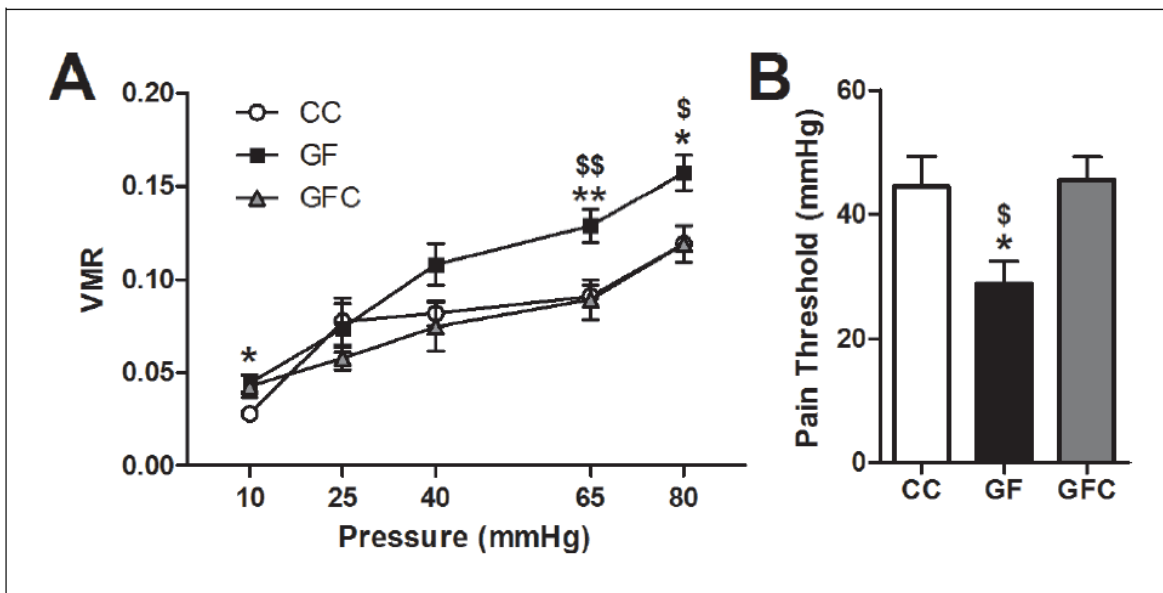 A
VMR
0.20
0.15
0.10
0.05
0.00
CC
GF
GFC
*
$$
**
$
*
10 25 40 65 80
Pressure (mmHg)
B
Pain Threshold (mmHg)
60
40
20
0
$
*
CC GF GFC